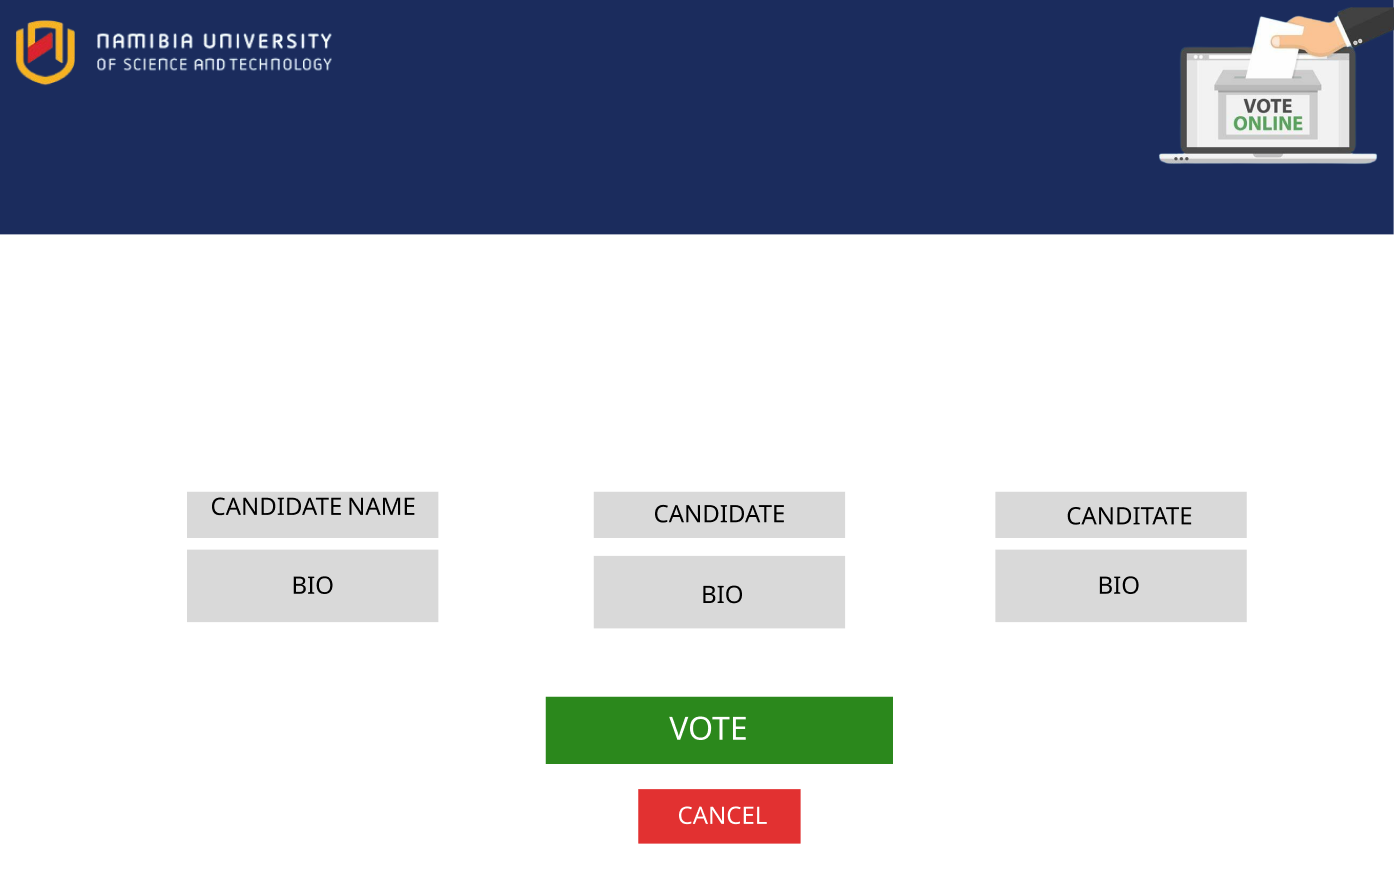 NAMIBIA UNIVERSITY
OF SCIENCE AND TECHNOLOGY
VOTE
ONLINE
CANDIDATE NAME
CANDIDATE
CANDITATE
BIO
BIO
BIO
VOTE
CANCEL